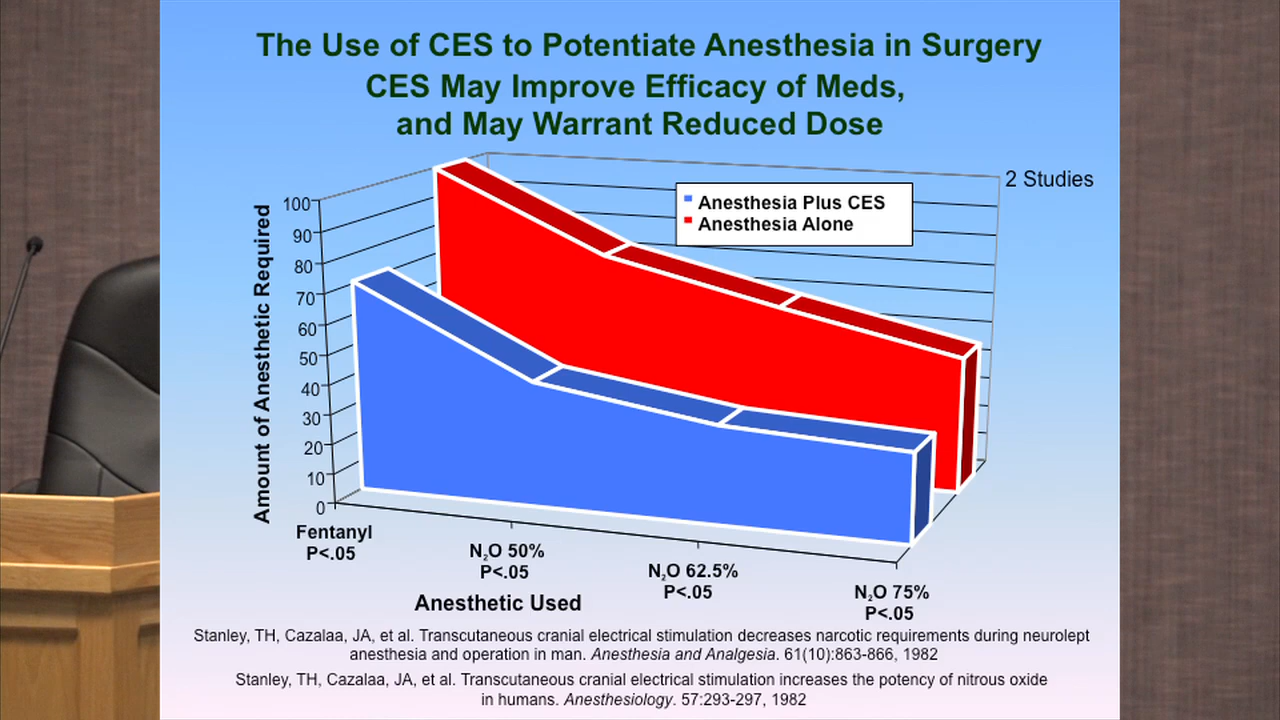 The Use of CES to Potentiate Anesthesia in Surgery
CES May Improve Efficacy of Meds,
and May Warrant Reduced Dose
2 Studies
Anesthesia Plus CES
Anesthesia Alone
Amount of Anesthetic Required
100
90
80
70
60
50
40
30
20
10
0
Fentanyl
P<.05
N₂O 50%
P<.05
N₂O 62.5%
P<.05
N₂O 75%
P<.05
Anesthetic Used
Stanley, TH, Cazalaa, JA, et al. Transcutaneous cranial electrical stimulation decreases narcotic requirements during neurolept
anesthesia and operation in man. Anesthesia and Analgesia. 61(10):863-866, 1982
Stanley, TH, Cazalaa, JA, et al. Transcutaneous cranial electrical stimulation increases the potency of nitrous oxide
in humans. Anesthesiology. 57:293-297, 1982